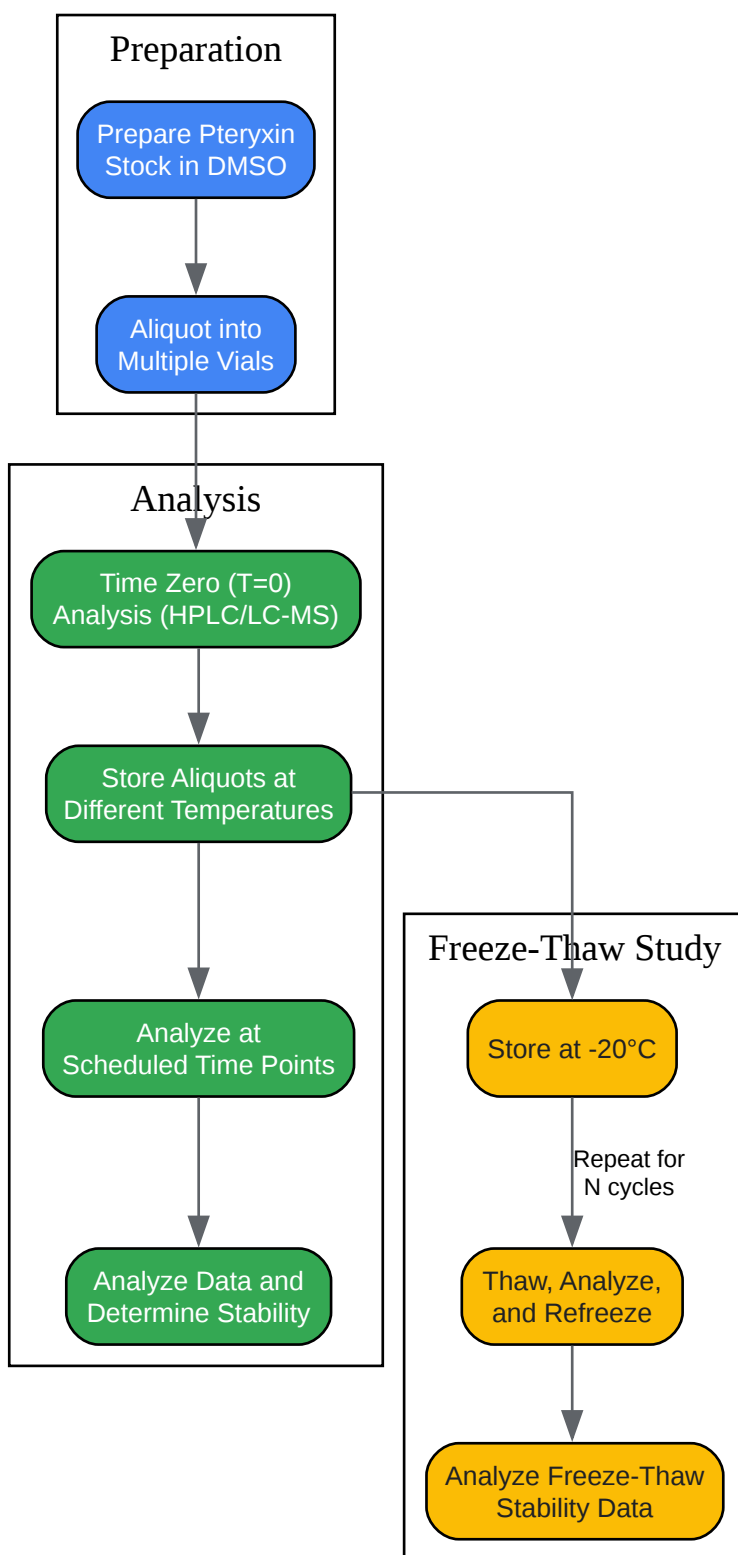 Preparation
Prepare Pteryxin
Stock in DMSO
Aliquot into
Multiple Vials
Analysis
Time Zero (T=0)
Analysis (HPLC/LC-MS)
Store Aliquots at
Different Temperatures
Analyze at
Scheduled Time Points
Analyze Data and
Determine Stability
Freeze-Thaw Study
Store at -20°C
Repeat for
N cycles
Thaw, Analyze,
and Refreeze
Analyze Freeze-Thaw
Stability Data